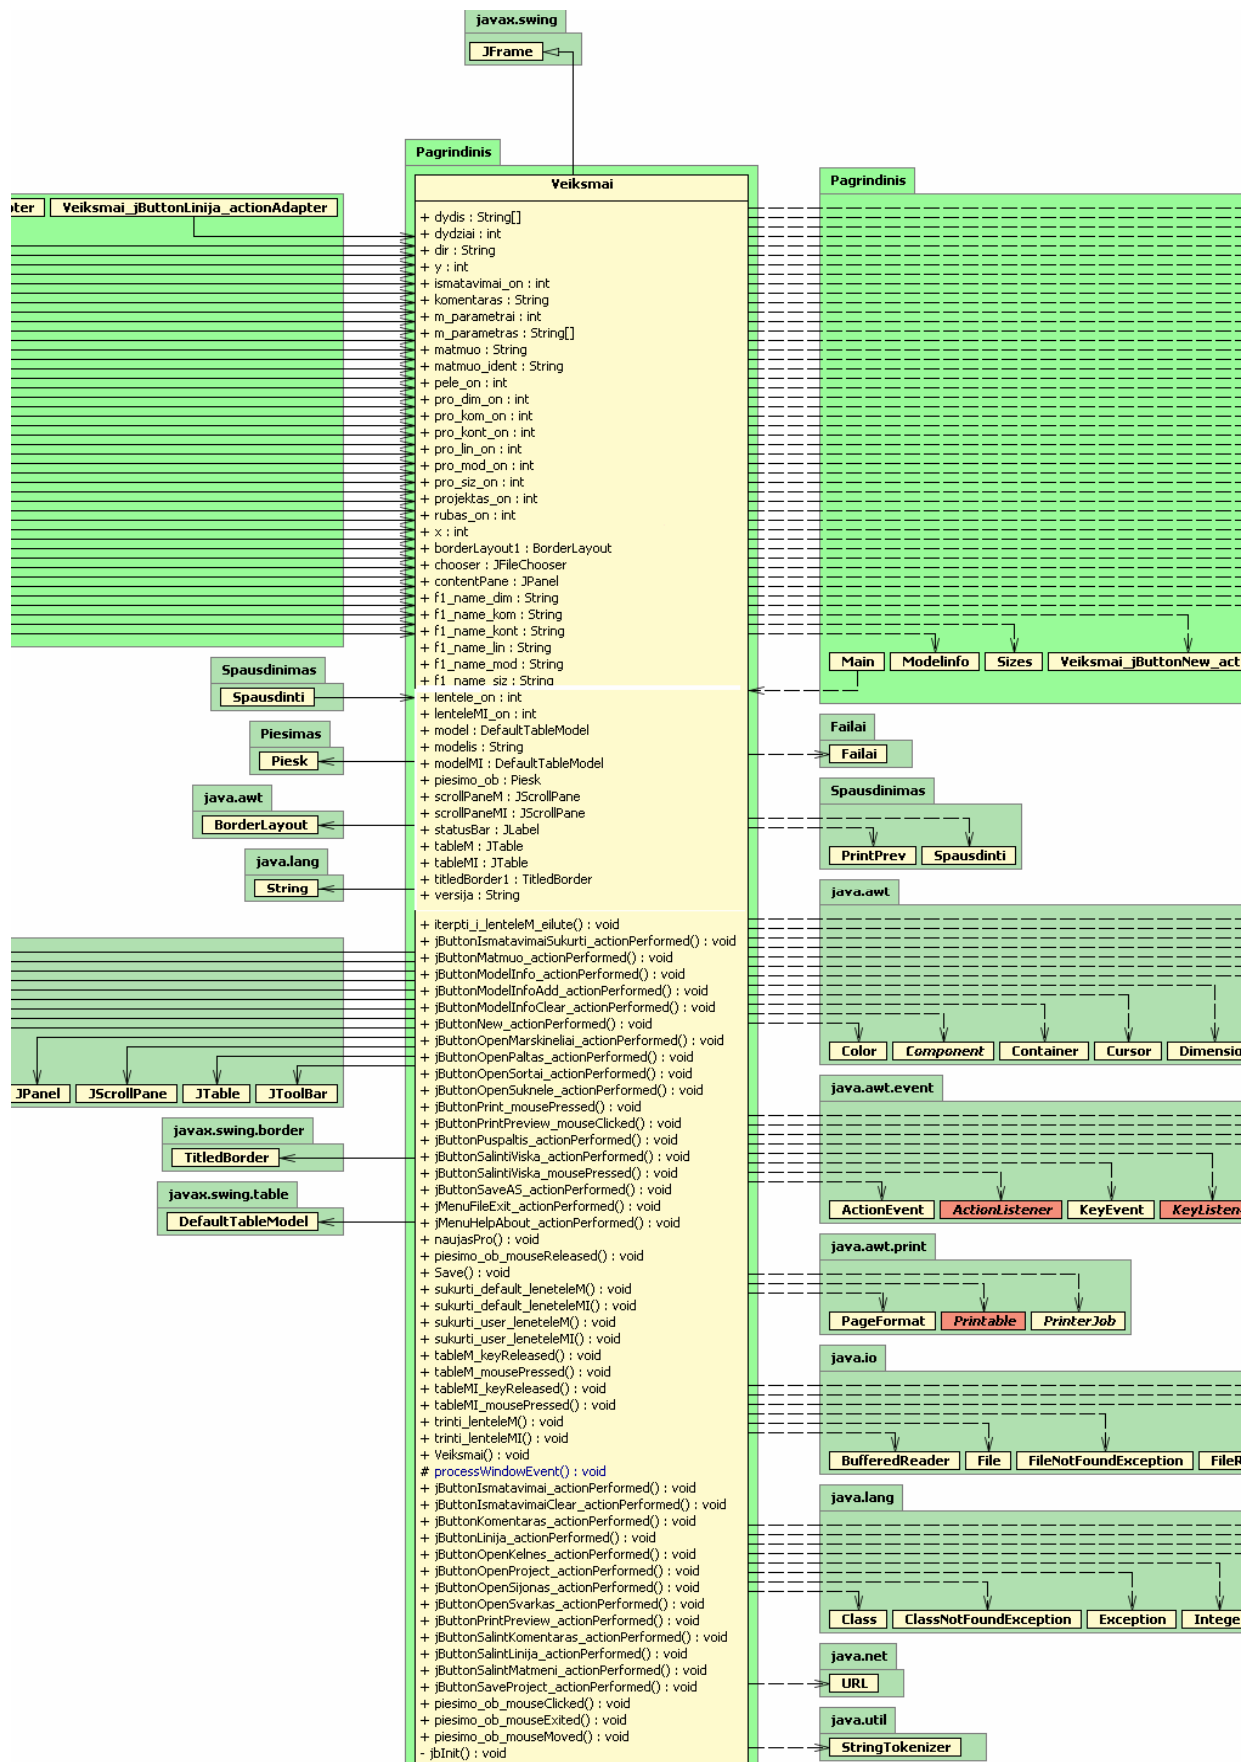 javax.swing
JFrame
Pagrindinis
Veiksmai
+ dydis : String[]
+ dydziai : int
+ dir : String
+ y : int
+ ismatavimai_on : int
+ komentaras : String
+ m_parametrai : int
+ m_parametras : String[]
+ matmuo : String
+ matmuo_ident : String
+ pele_on : int
+ pro_dim_on : int
+ pro_kom_on : int
+ pro_kont_on : int
+ pro_lin_on : int
+ pro_mod_on : int
+ pro_siz_on : int
+ projektas_on : int
+ rubas_on : int
+ x : int
+ borderLayout1 : BorderLayout
+ chooser : JFileChooser
+ contentPane : JPanel
+ f1_name_dim : String
+ f1_name_kom : String
+ f1_name_kont : String
+ f1_name_lin : String
+ f1_name_mod : String
+ f1_name_siz : String
+ lentele_on : int
+ lenteleMI_on : int
+ model : DefaultTableModel
+ modelis : String
+ modelMI : DefaultTableModel
+ piesimo_ob : Piesk
+ scrollPaneM : JScrollPane
+ scrollPaneMI : JScrollPane
+ statusBar : JLabel
+ tableM : JTable
+ tableMI : JTable
+ titledBorder1 : TitledBorder
+ versija : String
+ iterpti_i_lenteleM_eilute() : void
+ jButtonIsmatavimaiSukurti_actionPerformed() : void
+ jButtonMatmuo_actionPerformed() : void
+ jButtonModelInfo_actionPerformed() : void
+ jButtonModelInfoAdd_actionPerformed() : void
+ jButtonModelInfoClear_actionPerformed() : void
+ jButtonNew_actionPerformed() : void
+ jButtonOpenMarskineliai_actionPerformed() : void
+ jButtonOpenPaltas_actionPerformed() : void
+ jButtonOpenSortai_actionPerformed() : void
+ jButtonOpenSuknele_actionPerformed() : void
+ jButtonPrint_mousePressed() : void
+ jButtonPrintPreview_mouseClicked() : void
+ jButtonPuspaltis_actionPerformed() : void
+ jButtonSalintiViska_actionPerformed() : void
+ jButtonSalintiViska_mousePressed() : void
+ jButtonSaveAS_actionPerformed() : void
+ jMenuFileExit_actionPerformed() : void
+ jMenuHelpAbout_actionPerformed() : void
+ naujasPro() : void
+ piesimo_ob_mouseReleased() : void
+ Save() : void
+ sukurti_default_leneteleM() : void
+ sukurti_default_leneteleMI() : void
+ sukurti_user_leneteleM() : void
+ sukurti_user_leneteleMI() : void
+ tableM_keyReleased() : void
+ tableM_mousePressed() : void
+ tableMI_keyReleased() : void
+ tableMI_mousePressed() : void
+ trinti_lenteleM() : void
+ trinti_lenteleMI() : void
+ Veiksmai() : void
# processWindowEvent() : void
+ jButtonIsmatavimai_actionPerformed() : void
+ jButtonIsmatavimaiClear_actionPerformed() : void
+ jButtonKomentaras_actionPerformed() : void
+ jButtonLinija_actionPerformed() : void
+ jButtonOpenKelnes_actionPerformed() : void
+ jButtonOpenProject_actionPerformed() : void
+ jButtonOpenSijonas_actionPerformed() : void
+ jButtonOpenSvarkas_actionPerformed() : void
+ jButtonPrintPreview_actionPerformed() : void
+ jButtonSalintKomentaras_actionPerformed() : void
+ jButtonSalintLinija_actionPerformed() : void
+ jButtonSalintMatmeni_actionPerformed() : void
+ jButtonSaveProject_actionPerformed() : void
+ piesimo_ob_mouseClicked() : void
+ piesimo_ob_mouseExited() : void
+ piesimo_ob_mouseMoved() : void
- jbInit() : void
pter Veiksmai_jButtonLinija_actionAdapter
Spausdinimas
Spausdinti
Piesimas
Piesk
java.awt
BorderLayout
java.lang
String
JPanel JScrollPane JTable JToolBar
javax.swing.border
TitledBorder
javax.swing.table
DefaultTableModel
Pagrindinis
Main Modelinfo Sizes Veiksmai_jButtonNew_act
Failai
Failai
Spausdinimas
PrintPrev Spausdinti
java.awt
Color Component Container Cursor Dimensio
java.awt.event
ActionEvent ActionListener KeyEvent KeyListen
java.awt.print
PageFormat Printable PrinterJob
java.io
BufferedReader File FileNotFoundException FileR
java.lang
Class ClassNotFoundException Exception Intege
java.net
URL
java.util
StringTokenizer